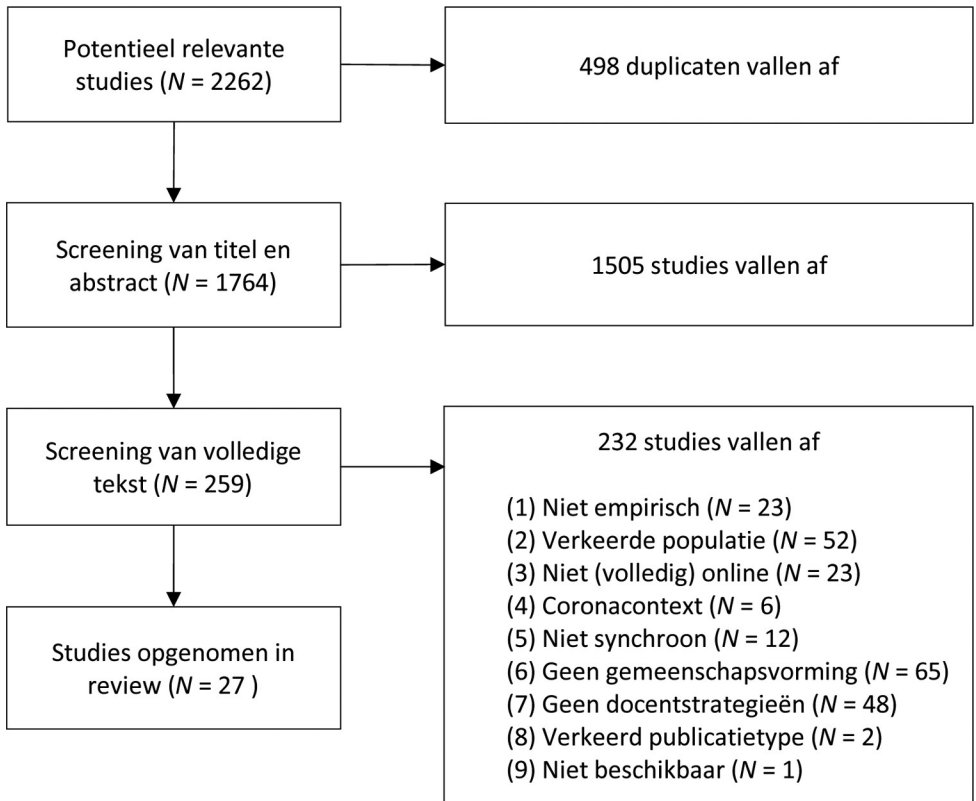 Potentieel relevante
studies (N = 2262)
498 duplicaten vallen af
Screening van titel en
abstract (N = 1764)
1505 studies vallen af
Screening van volledige
tekst (N = 259)
232 studies vallen af
(1) Niet empirisch (N = 23)
(2) Verkeerde populatie (N = 52)
(3) Niet (volledig) online (N = 23)
(4) Coronacontext (N = 6)
(5) Niet synchroon (N = 12)
(6) Geen gemeenschapsvorming (N = 65)
(7) Geen docentstrategieën (N = 48)
(8) Verkeerd publicatietype (N = 2)
(9) Niet beschikbaar (N = 1)
Studies opgenomen in
review (N = 27 )